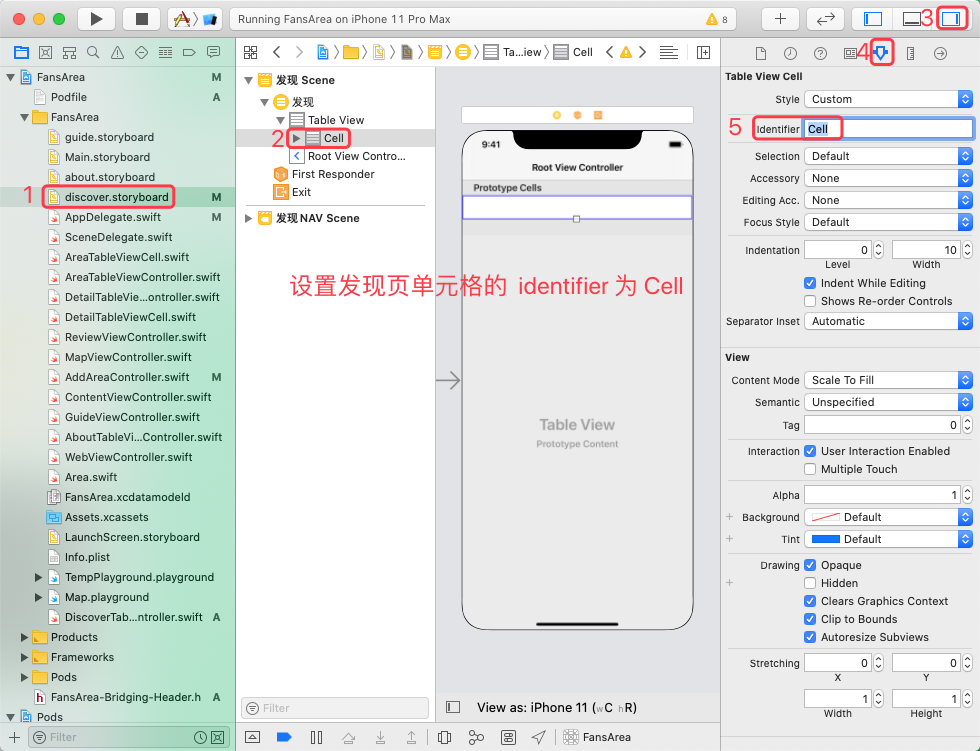 Running FansArea on iPhone 11 Pro Max
8
3
Ta...iew
Cell
4
FansArea M
Podfile A
FansArea
guide.storyboard
Main.storyboard
about.storyboard
1 discover.storyboard M
AppDelegate.swift M
SceneDelegate.swift
AreaTableViewCell.swift
AreaTableViewController.swift
DetailTableVie...ontroller.swift
DetailTableViewCell.swift
ReviewViewController.swift
MapViewController.swift
AddAreaController.swift M
ContentViewController.swift
GuideViewController.swift
AboutTableVi...Controller.swift
WebViewController.swift
Area.swift
FansArea.xcdatamodeld
Assets.xcassets
LaunchScreen.storyboard
Info.plist
TempPlayground.playground
Map.playground
DiscoverTab...ntroller.swift A
Products
Frameworks
Pods
FansArea-Bridging-Header.h A
Pods
Filter
发现 Scene
发现
Table View
2 Cell
Root View Contro...
First Responder
Exit
发现 NAV Scene
Filter
9:41
Root View Controller
Prototype Cells
设置发现页单元格的 identifier 为 Cell
Table View
Prototype Content
View as: iPhone 11 (wC hR)
FansArea
Table View Cell
Style Custom
5 Identifier Cell
Selection Default
Accessory None
Editing Acc. None
Focus Style Default
Indentation 0 10
Level Width
Indent While Editing
Shows Re-order Controls
Separator Inset Automatic
View
Content Mode Scale To Fill
Semantic Unspecified
Tag 0
Interaction User Interaction Enabled
Multiple Touch
Alpha 1
Background Default
Tint Default
Drawing Opaque
Hidden
Clears Graphics Context
Clip to Bounds
Autoresize Subviews
Stretching 0 0
X Y
1 1
Width Height